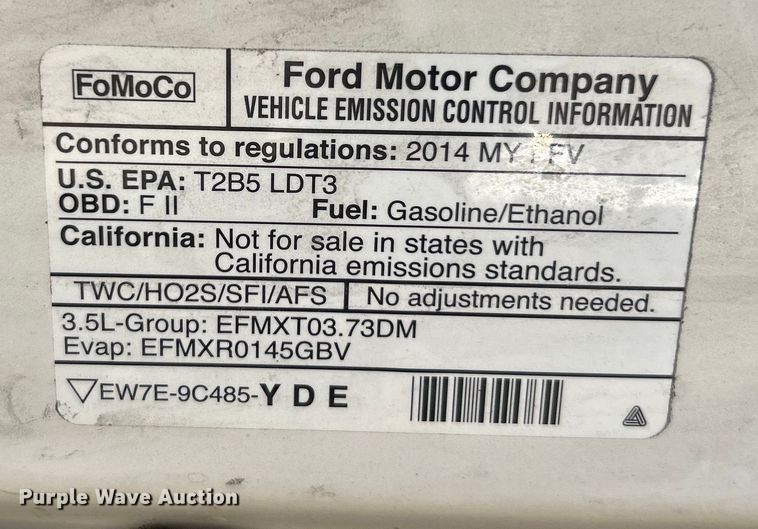 FoMoCo
Ford Motor Company
VEHICLE EMISSION CONTROL INFORMATION
Conforms to regulations: 2014 MY
U.S. EPA: T2B5 LDT3
OBD: F II Fuel: Gasoline/Ethanol
California: Not for sale in states with
California emissions standards.
TWC/HO2S/SFI/AFS No adjustments needed.
3.5L-Group: EFMXT03.73DM
Evap: EFMXR0145GBV
EW7E-9C485-Y D E
Purple Wave Auction